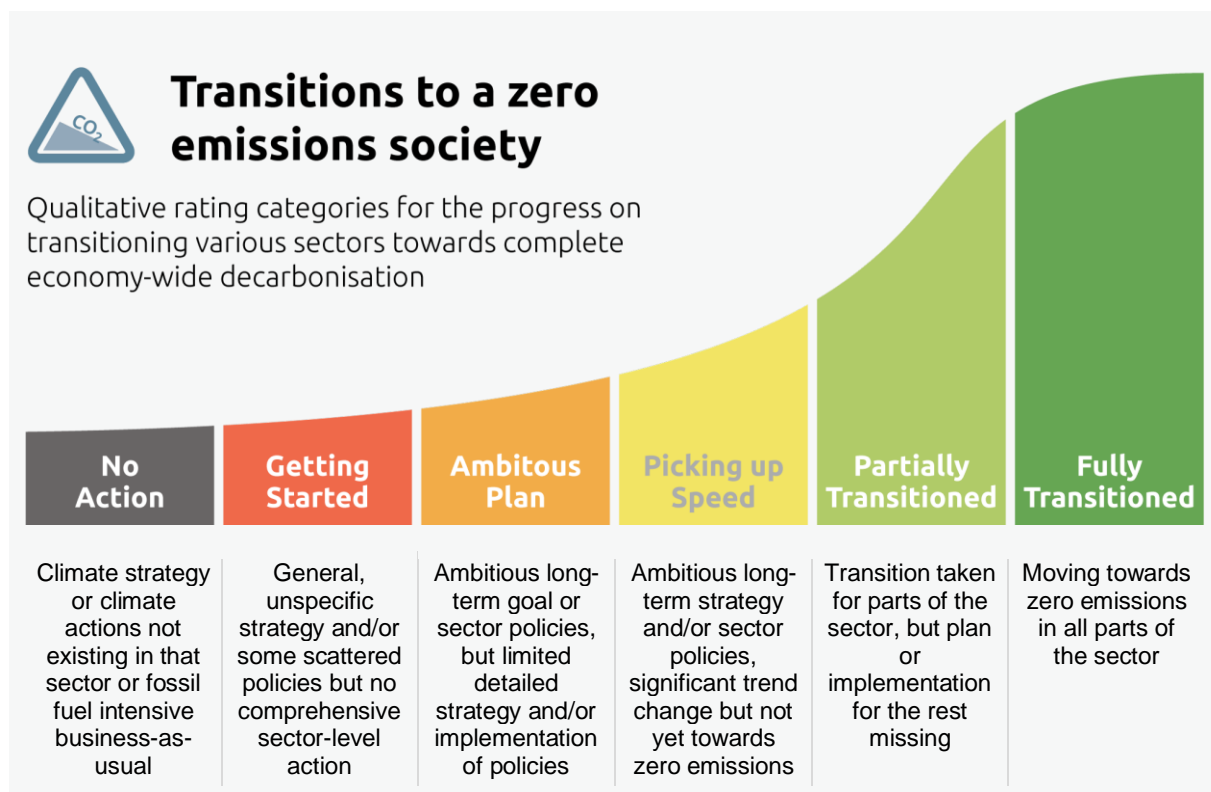 CO2
Transitions to a zero
emissions society
Qualitative rating categories for the progress on
transitioning various sectors towards complete
economy-wide decarbonisation
No
Action
Getting
Started
Ambitous
Plan
Picking up
Speed
Partially
Transitioned
Fully
Transitioned
Climate strategy
or climate
actions not
existing in that
sector or fossil
fuel intensive
business-as-
usual
General,
unspecific
strategy and/or
some scattered
policies but no
comprehensive
sector-level
action
Ambitious long-
term goal or
sector policies,
but limited
detailed
strategy and/or
implementation
of policies
Ambitious long-
term strategy
and/or sector
policies,
significant trend
change but not
yet towards
zero emissions
Transition taken
for parts of the
sector, but plan
or
implementation
for the rest
missing
Moving towards
zero emissions
in all parts of
the sector